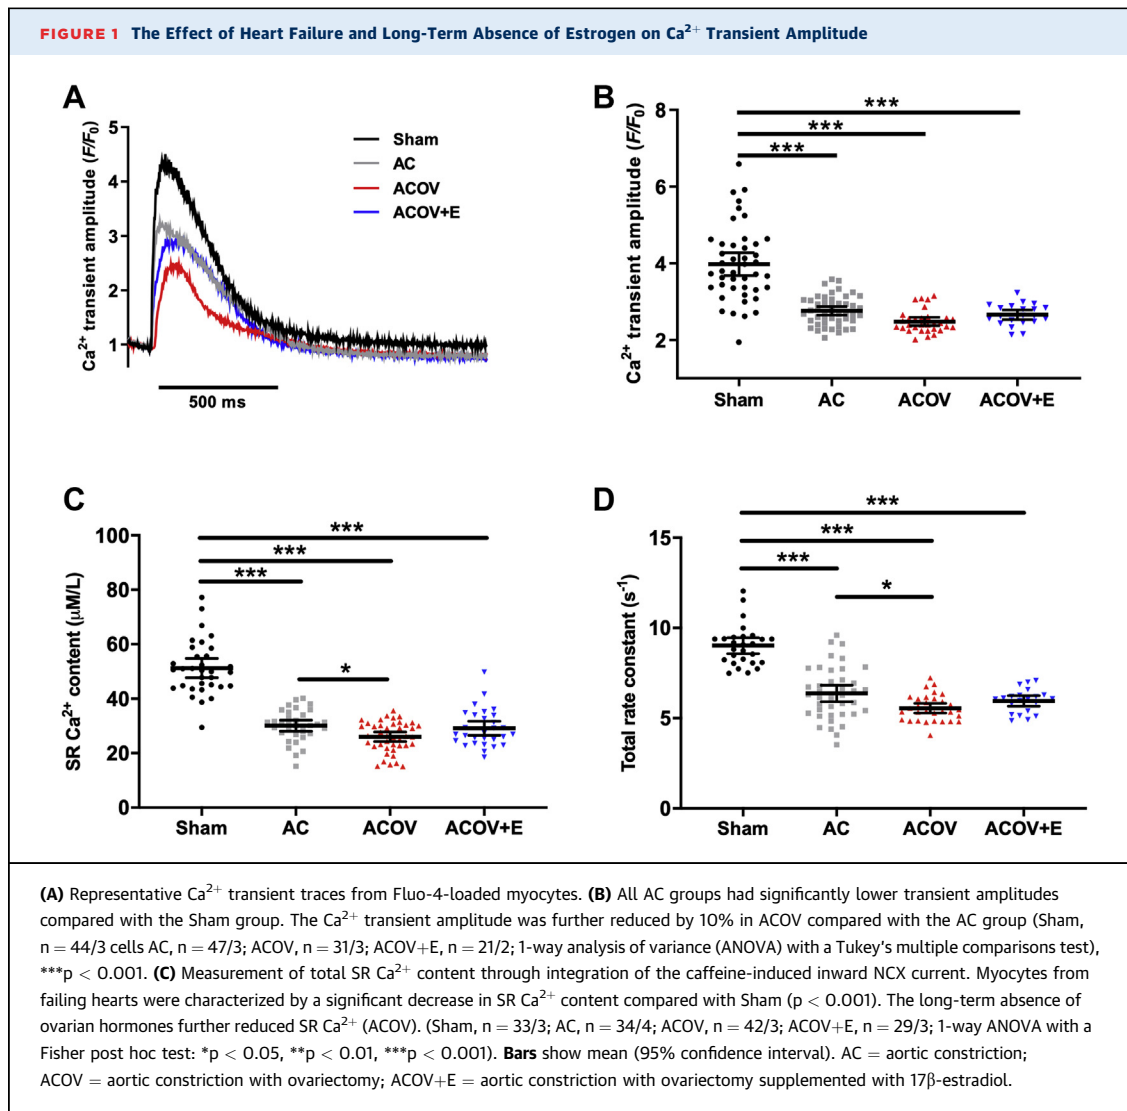 FIGURE 1 The Effect of Heart Failure and Long-Term Absence of Estrogen on Ca²⁺ Transient Amplitude
A
Ca²⁺ transient amplitude (F/F₀)
5
4
3
2
1
Sham
AC
ACOV
ACOV+E
500 ms
B
Ca²⁺ transient amplitude (F/F₀)
8
6
4
2
***
***
***
Sham AC ACOV ACOV+E
C
SR Ca²⁺ content (µM/L)
100
80
60
40
20
0
***
***
***
*
Sham AC ACOV ACOV+E
D
Total rate constant (s⁻¹)
15
10
5
0
***
***
***
*
Sham AC ACOV ACOV+E
(A) Representative Ca²⁺ transient traces from Fluo-4-loaded myocytes. (B) All AC groups had significantly lower transient amplitudes
compared with the Sham group. The Ca²⁺ transient amplitude was further reduced by 10% in ACOV compared with the AC group (Sham,
n = 44/3 cells AC, n = 47/3; ACOV, n = 31/3; ACOV+E, n = 21/2; 1-way analysis of variance (ANOVA) with a Tukey's multiple comparisons test),
***p < 0.001. (C) Measurement of total SR Ca²⁺ content through integration of the caffeine-induced inward NCX current. Myocytes from
failing hearts were characterized by a significant decrease in SR Ca²⁺ content compared with Sham (p < 0.001). The long-term absence of
ovarian hormones further reduced SR Ca²⁺ (ACOV). (Sham, n = 33/3; AC, n = 34/4; ACOV, n = 42/3; ACOV+E, n = 29/3; 1-way ANOVA with a
Fisher post hoc test: *p < 0.05, **p < 0.01, ***p < 0.001). Bars show mean (95% confidence interval). AC = aortic constriction;
ACOV = aortic constriction with ovariectomy; ACOV+E = aortic constriction with ovariectomy supplemented with 17β-estradiol.